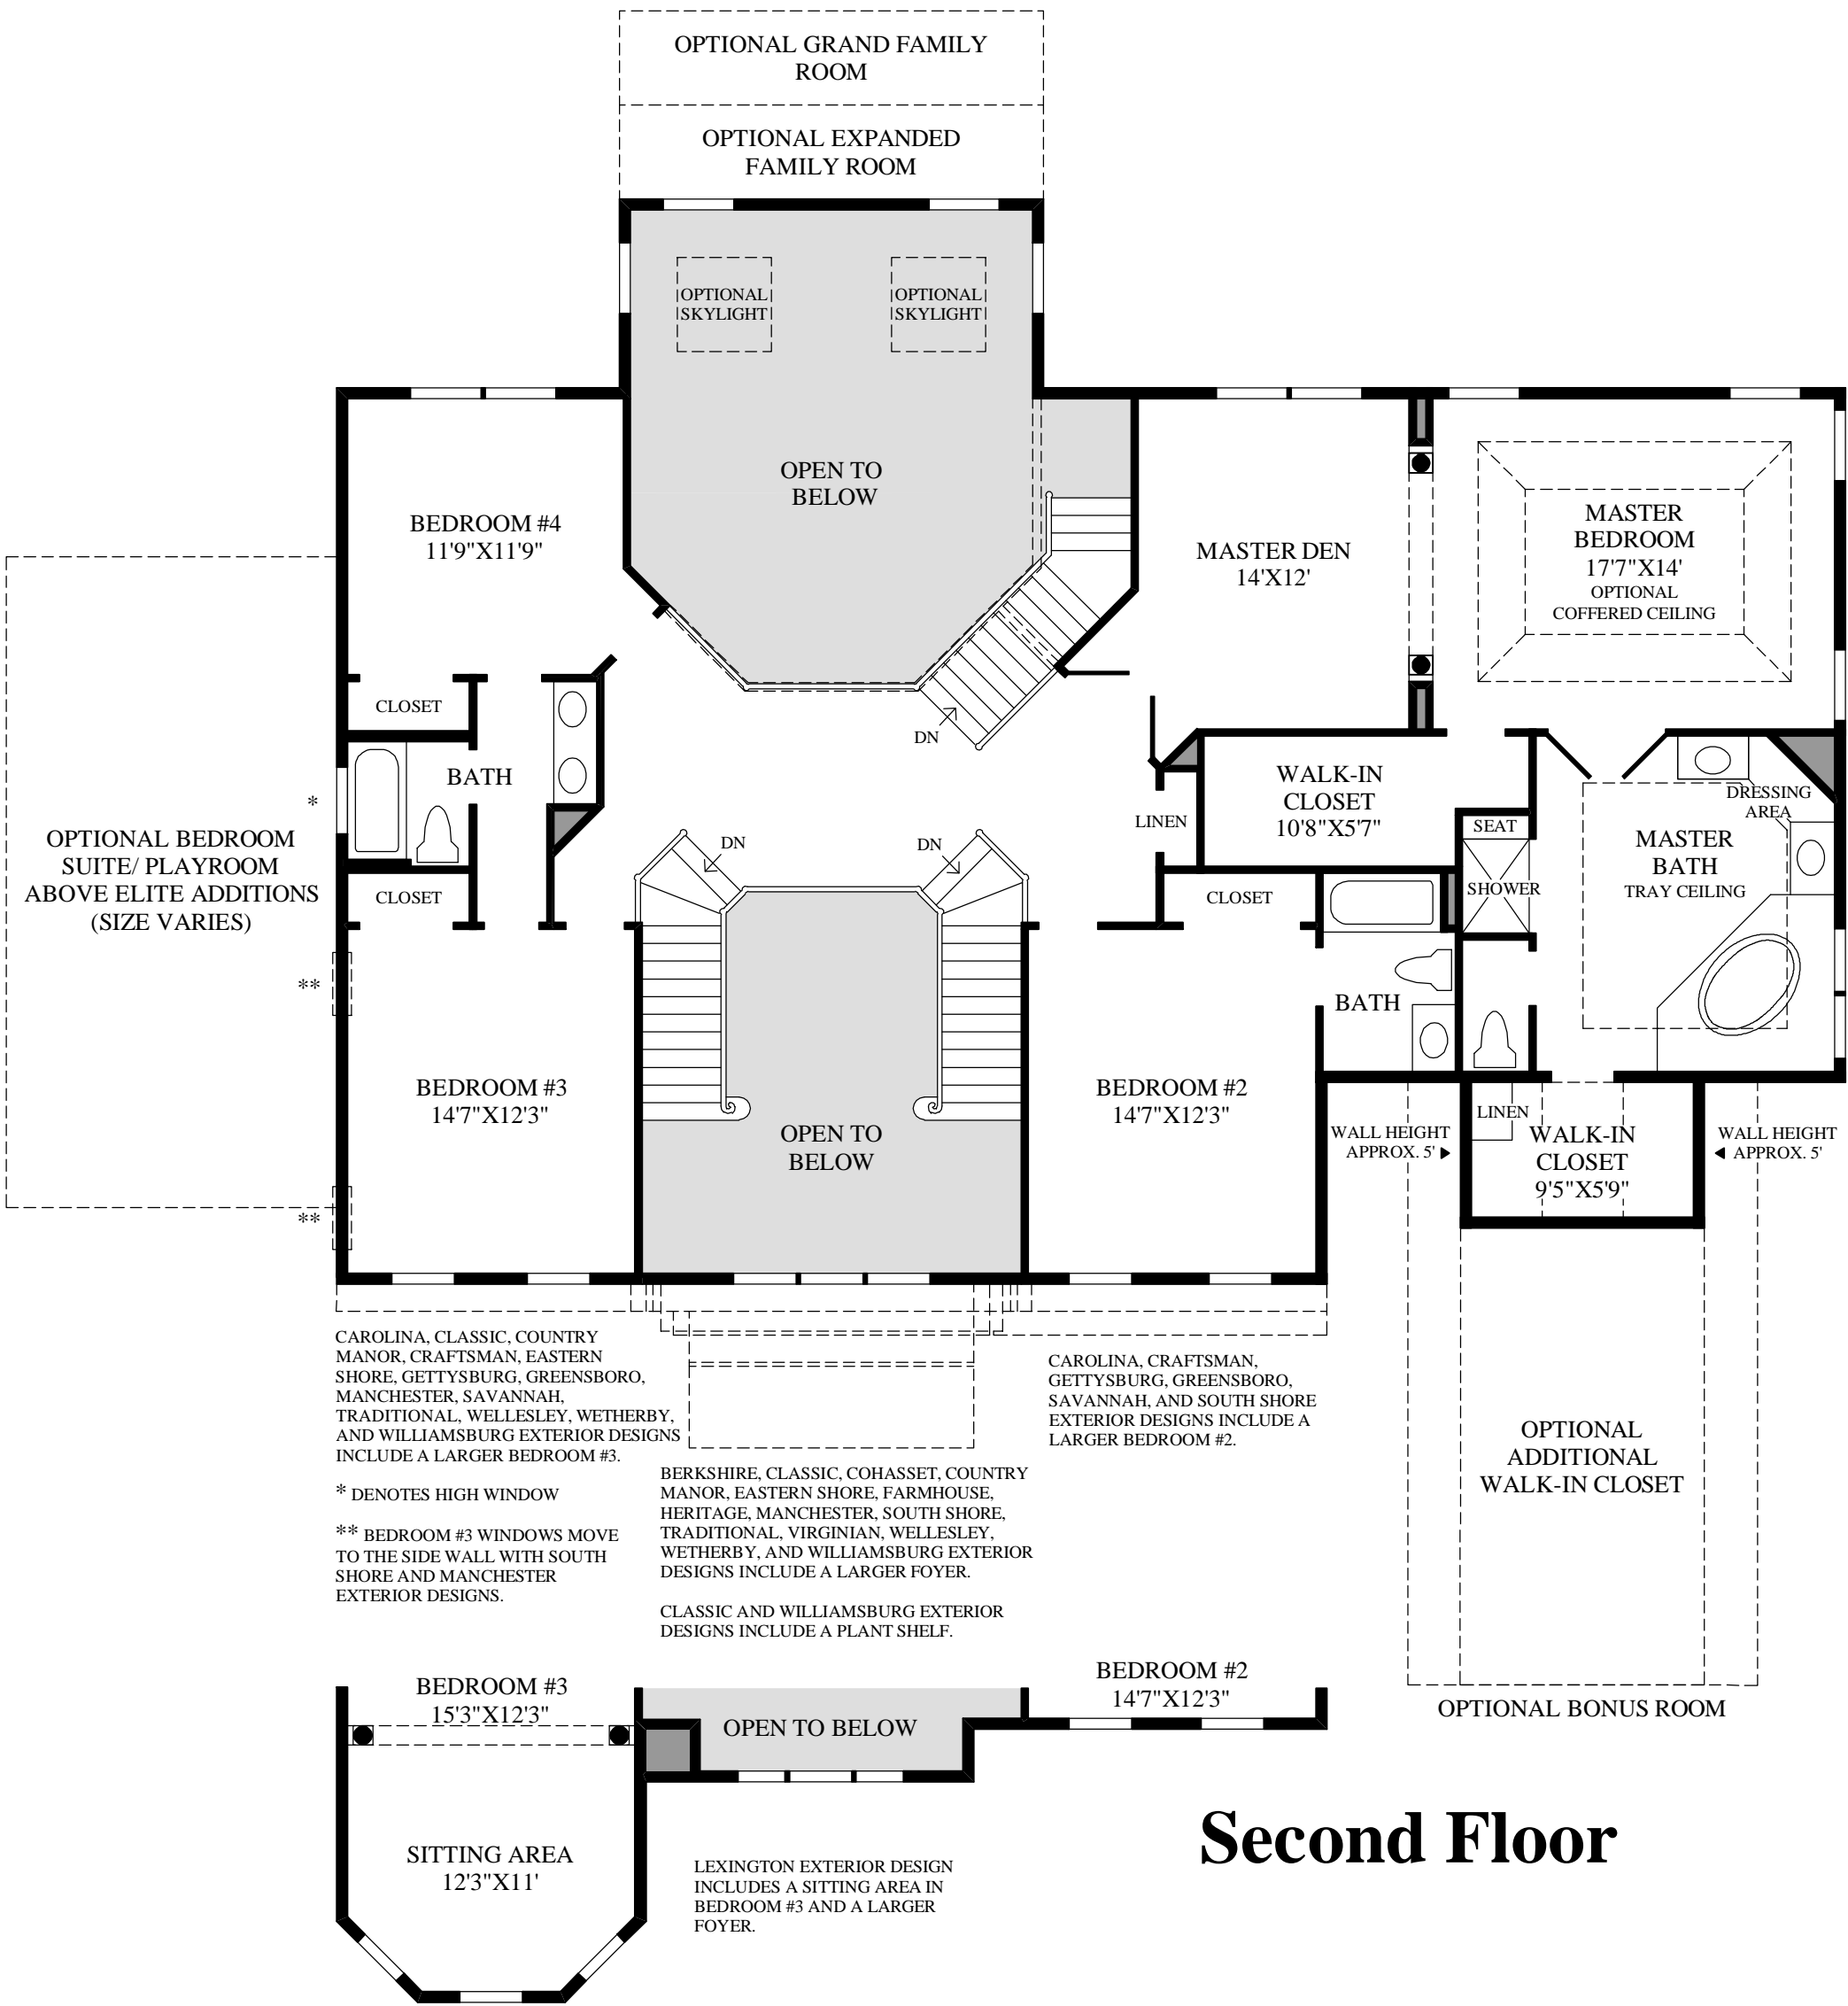 OPTIONAL GRAND FAMILY
ROOM
OPTIONAL EXPANDED
FAMILY ROOM
OPTIONAL
SKYLIGHT
OPTIONAL
SKYLIGHT
OPEN TO
BELOW
BEDROOM #4
11'9"X11'9"
MASTER DEN
14'X12'
MASTER
BEDROOM
17'7"X14'
OPTIONAL
COFFERED CEILING
CLOSET
DN
BATH
WALK-IN
CLOSET
10'8"X5'7"
DRESSING
AREA
*
OPTIONAL BEDROOM
SUITE/ PLAYROOM
ABOVE ELITE ADDITIONS
(SIZE VARIES)
LINEN
SEAT
MASTER
BATH
TRAY CEILING
DN
DN
CLOSET
CLOSET
SHOWER
**
BATH
BEDROOM #3
14'7"X12'3"
BEDROOM #2
14'7"X12'3"
OPEN TO
BELOW
LINEN
WALL HEIGHT
APPROX. 5'
WALK-IN
CLOSET
9'5"X5'9"
WALL HEIGHT
APPROX. 5'
**
CAROLINA, CLASSIC, COUNTRY
MANOR, CRAFTSMAN, EASTERN
SHORE, GETTYSBURG, GREENSBORO,
MANCHESTER, SAVANNAH,
TRADITIONAL, WELLESLEY, WETHERBY,
AND WILLIAMSBURG EXTERIOR DESIGNS
INCLUDE A LARGER BEDROOM #3.
* DENOTES HIGH WINDOW
** BEDROOM #3 WINDOWS MOVE
TO THE SIDE WALL WITH SOUTH
SHORE AND MANCHESTER
EXTERIOR DESIGNS.
BERKSHIRE, CLASSIC, COHASSET, COUNTRY
MANOR, EASTERN SHORE, FARMHOUSE,
HERITAGE, MANCHESTER, SOUTH SHORE,
TRADITIONAL, VIRGINIAN, WELLESLEY,
WETHERBY, AND WILLIAMSBURG EXTERIOR
DESIGNS INCLUDE A LARGER FOYER.
CLASSIC AND WILLIAMSBURG EXTERIOR
DESIGNS INCLUDE A PLANT SHELF.
CAROLINA, CRAFTSMAN,
GETTYSBURG, GREENSBORO,
SAVANNAH, AND SOUTH SHORE
EXTERIOR DESIGNS INCLUDE A
LARGER BEDROOM #2.
OPTIONAL
ADDITIONAL
WALK-IN CLOSET
OPTIONAL BONUS ROOM
BEDROOM #3
15'3"X12'3"
OPEN TO BELOW
BEDROOM #2
14'7"X12'3"
SITTING AREA
12'3"X11'
LEXINGTON EXTERIOR DESIGN
INCLUDES A SITTING AREA IN
BEDROOM #3 AND A LARGER
FOYER.
Second Floor